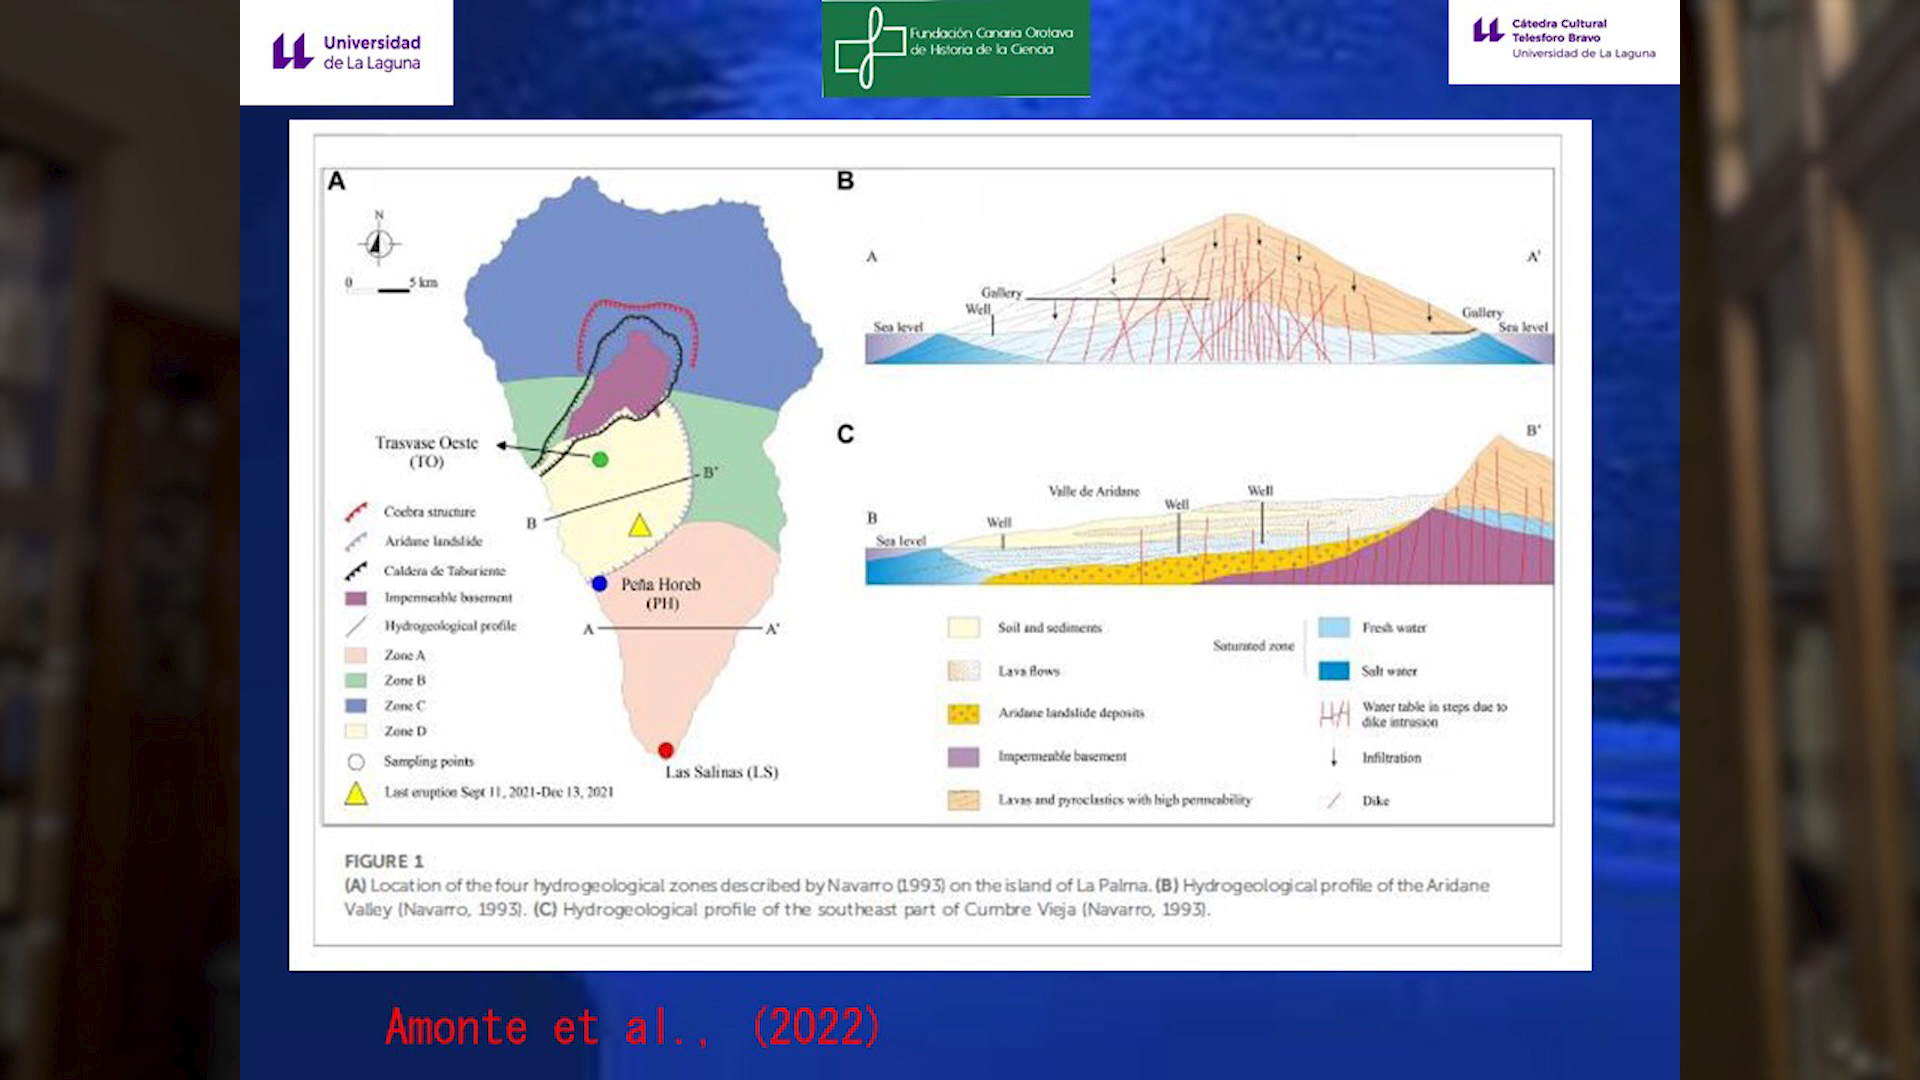 Universidad
de La Laguna
Fundación Canaria Orotava
de Historia de la Ciencia
Cátedra Cultural
Telesforo Bravo
Universidad de La Laguna
A
N
0 5 km
Trasvase Oeste
(TO)
B'
B
Peña Horeb
(PH)
A
A'
Las Salinas (LS)
Coebra structure
Aridane landslide
Caldera de Taburiente
Impermeable basement
Hydrogeological profile
Zone A
Zone B
Zone C
Zone D
Sampling points
Last eruption Sept 11, 2021-Dec 13, 2021
B
A
A'
Gallery
Well
Sea level
Gallery
Sea level
C
B'
Valle de Aridane
Well
Well
Well
B
Sea level
Soil and sediments
Lava flows
Aridane landslide deposits
Impermeable basement
Lavas and pyroclastics with high permeability
Saturated zone
Fresh water
Salt water
Water table in steps due to
dike intrusion
Infiltration
Dike
FIGURE 1
(A) Location of the four hydrogeological zones described by Navarro (1993) on the island of La Palma. (B) Hydrogeological profile of the Aridane
Valley (Navarro, 1993). (C) Hydrogeological profile of the southeast part of Cumbre Vieja (Navarro, 1993).
Amonte et al., (2022)